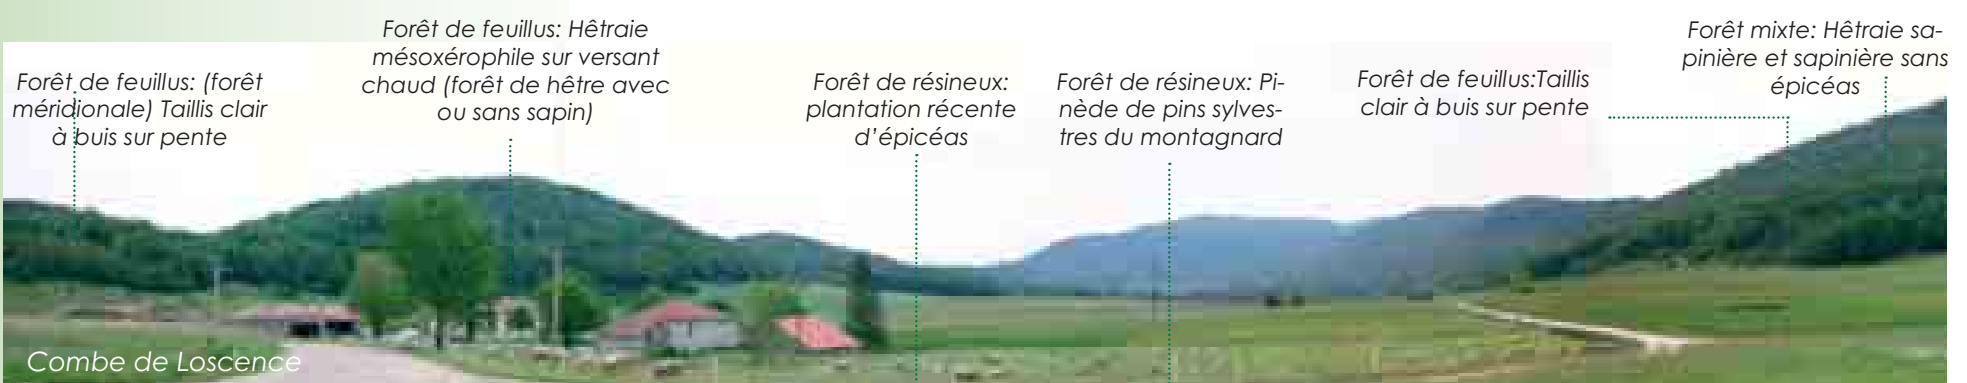 Forêt de feuillus: (forêt
méridionale) Taillis clair
à buis sur pente
Forêt de feuillus: Hêtraie
mésoxérophile sur versant
chaud (forêt de hêtre avec
ou sans sapin)
Forêt de résineux:
plantation récente
d'épicéas
Forêt de résineux: Pi-
nède de pins sylves-
tres du montagnard
Forêt de feuillus:Taillis
clair à buis sur pente
Forêt mixte: Hêtraie sa-
pinière et sapinière sans
épicéas
Combe de Loscence